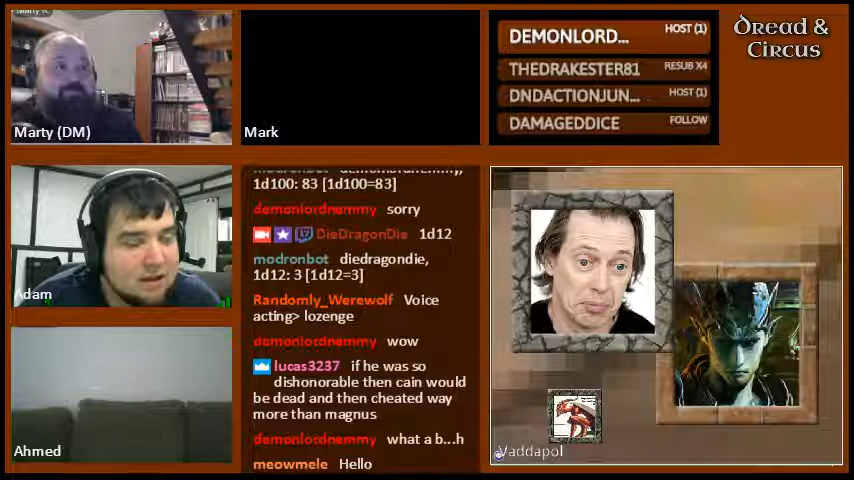 Marty K
Marty (DM)
Mark
DEMONLORD... HOST (1)
THEDRAKESTER81 RESUB X4
DNDACTIONJUN... HOST (1)
DAMAGEDDICE FOLLOW
DREAD &
CIRCUS
Adam
Ahmed
modronbot demonlordnemmy,
1d100: 83 [1d100=83]
demonlordnemmy sorry
DieDragonDie 1d12
modronbot diedragondie,
1d12: 3 [1d12=3]
Randomly_Werewolf Voice
acting> lozenge
demonlordnemmy wow
lucas3237 if he was so
dishonorable then cain would
be dead and then cheated way
more than magnus
demonlordnemmy what a b...h
meowmele Hello
Vaddapol